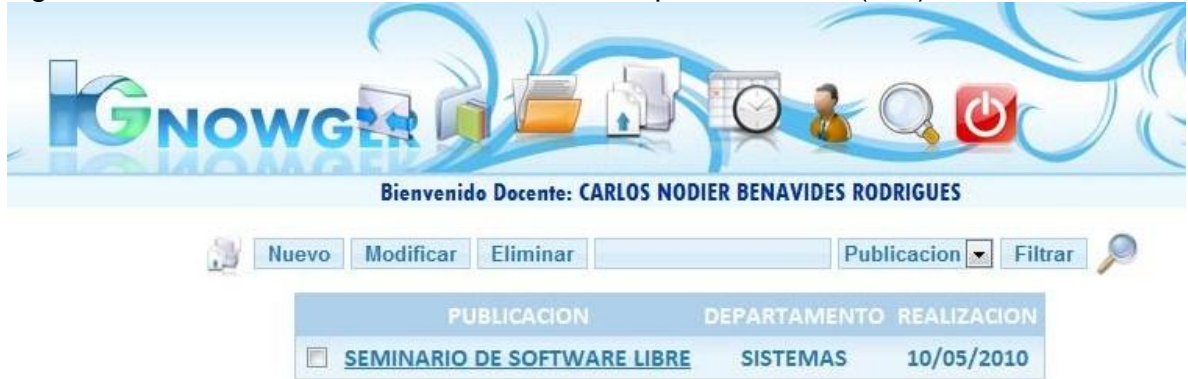 IGNOWGER
Bienvenido Docente: CARLOS NODIER BENAVIDES RODRIGUES
Nuevo Modificar Eliminar Publicacion Filtrar
PUBLICACION DEPARTAMENTO REALIZACION
SEMINARIO DE SOFTWARE LIBRE SISTEMAS 10/05/2010